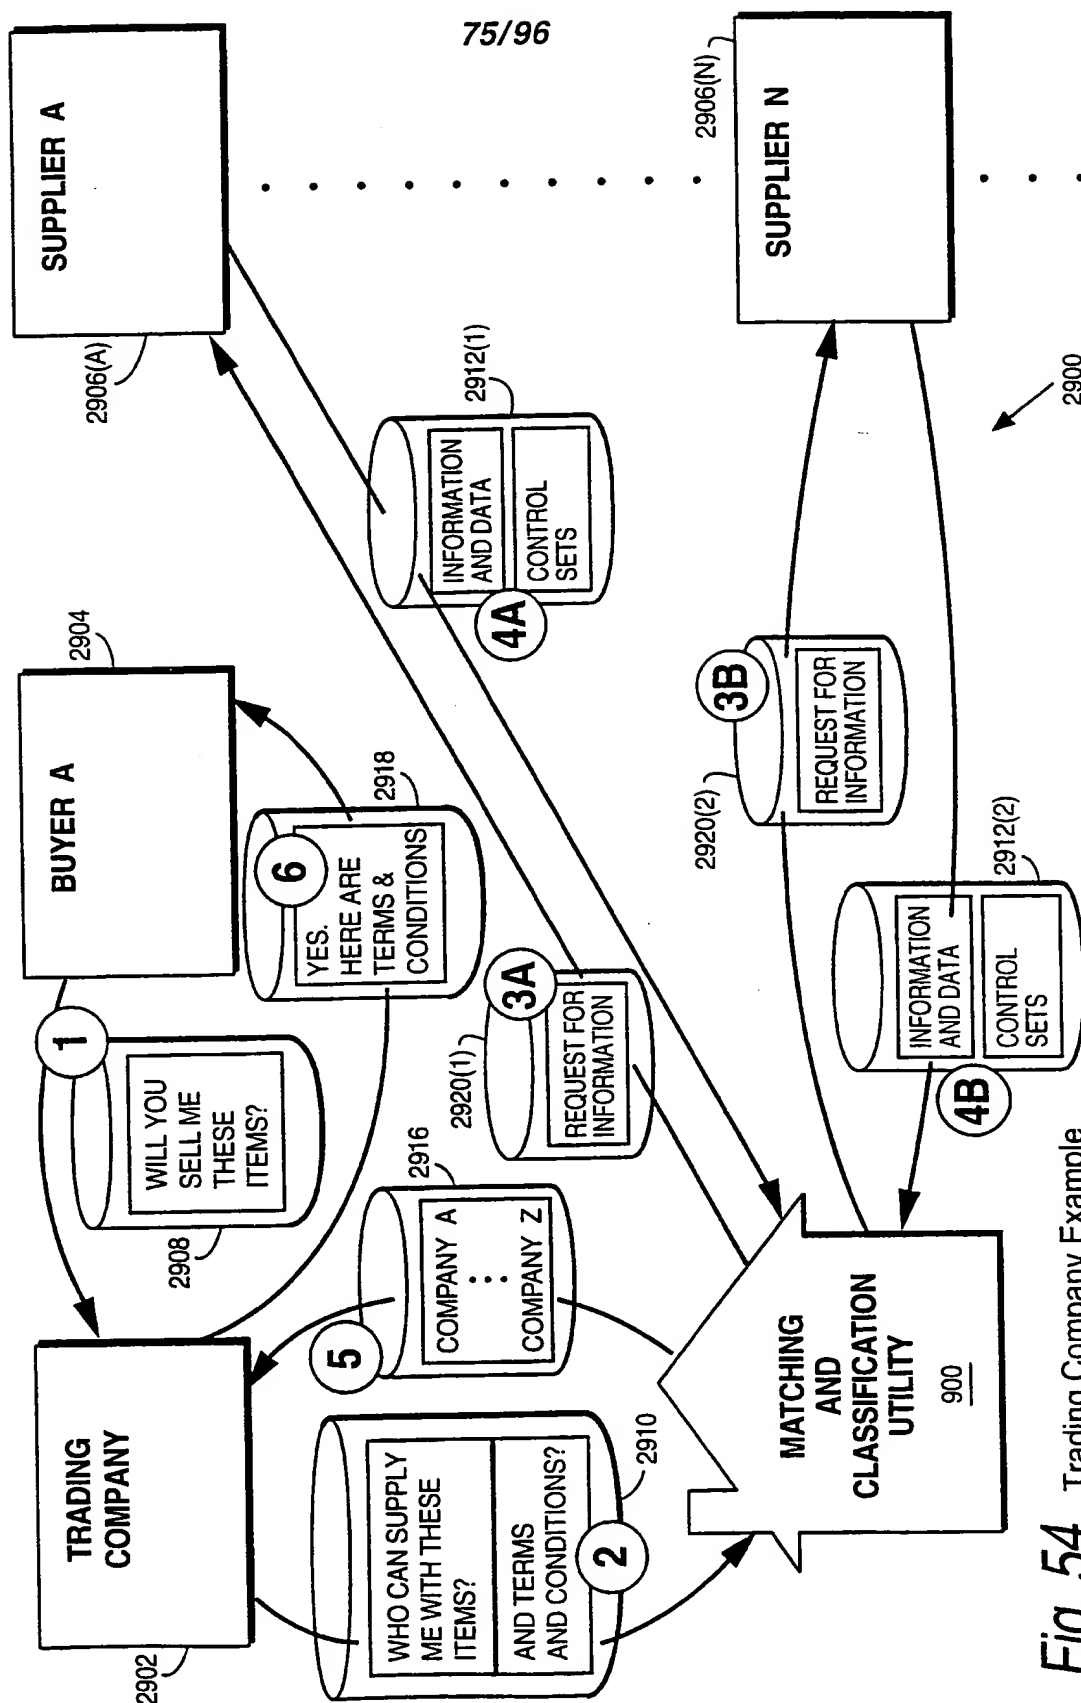 75/96
TRADING
COMPANY
2902
BUYER A
2904
SUPPLIER A
2906(A)
1
WILL YOU
SELL ME
THESE
ITEMS?
2908
6
YES.
HERE ARE
TERMS &
CONDITIONS
2918
5
COMPANY A
COMPANY Z
2916
WHO CAN SUPPLY
ME WITH THESE
ITEMS?
AND TERMS
AND CONDITIONS?
2
2910
3A
REQUEST FOR
INFORMATION
2920(1)
4A
INFORMATION
AND DATA
CONTROL
SETS
2912(1)
MATCHING
AND
CLASSIFICATION
UTILITY
900
3B
REQUEST FOR
INFORMATION
2920(2)
4B
INFORMATION
AND DATA
CONTROL
SETS
2912(2)
SUPPLIER N
2906(N)
2900
Fig. 54 Trading Company Example